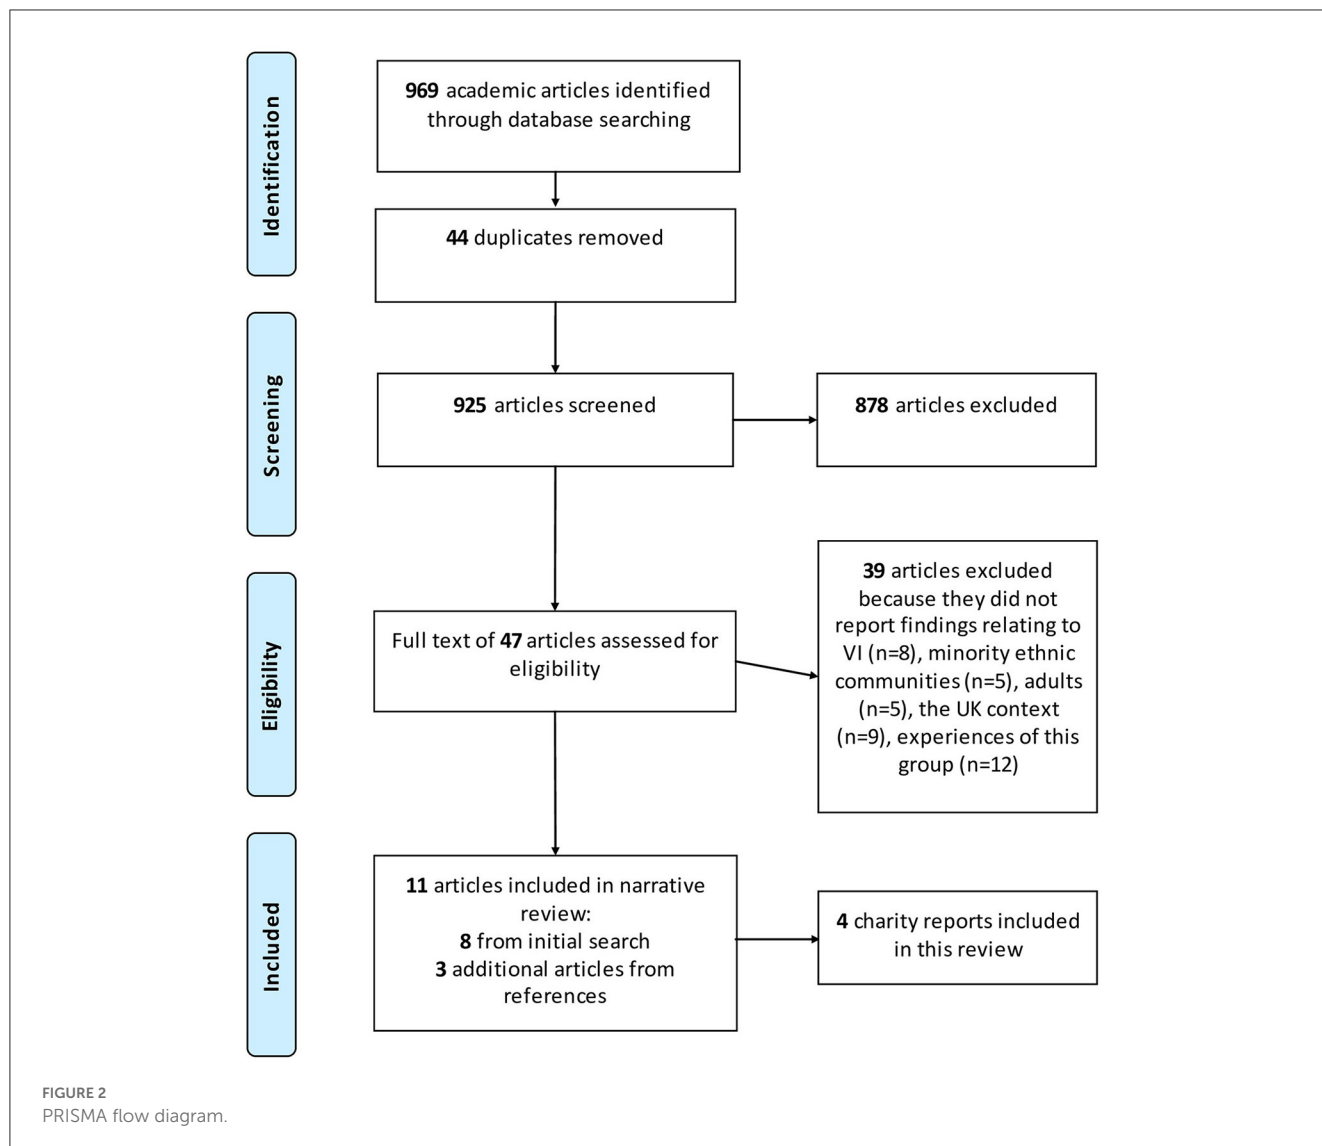 Identification
969 academic articles identified
through database searching
44 duplicates removed
Screening
925 articles screened
878 articles excluded
Eligibility
Full text of 47 articles assessed for
eligibility
39 articles excluded
because they did not
report findings relating to
VI (n=8), minority ethnic
communities (n=5), adults
(n=5), the UK context
(n=9), experiences of this
group (n=12)
Included
11 articles included in narrative
review:
8 from initial search
3 additional articles from
references
4 charity reports included
in this review
FIGURE 2
PRISMA flow diagram.